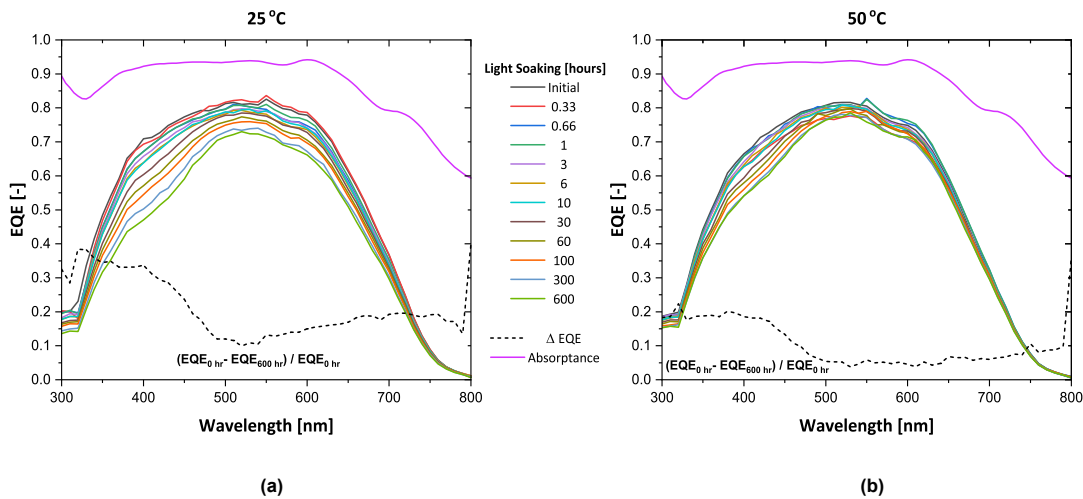 25 °C
1.0
0.9
0.8
0.7
0.6
0.5
0.4
0.3
0.2
0.1
0.0
EQE [-]
300 400 500 600 700 800
Wavelength [nm]
(EQE0 hr- EQE600 hr) / EQE0 hr
(a)
Light Soaking [hours]
Initial
0.33
0.66
1
3
6
10
30
60
100
300
600
Δ EQE
Absorptance
50 °C
1.0
0.9
0.8
0.7
0.6
0.5
0.4
0.3
0.2
0.1
0.0
EQE [-]
300 400 500 600 700 800
Wavelength [nm]
(EQE0 hr- EQE600 hr) / EQE0 hr
(b)